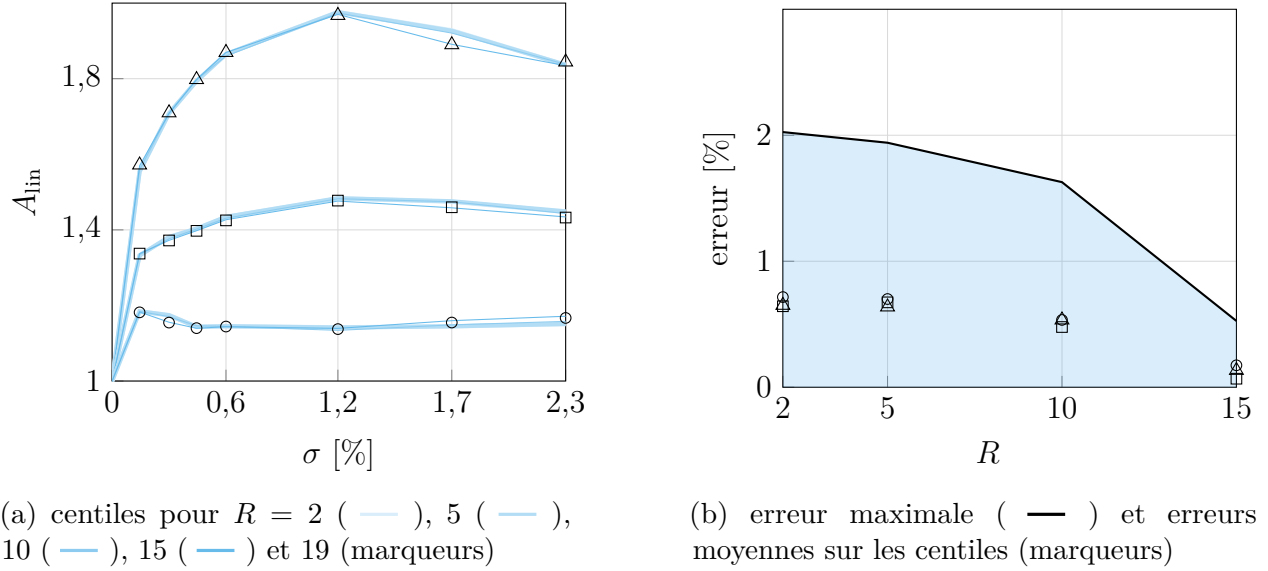 1,8
1,4
1
A_lin
0 0,6 1,2 1,7 2,3
σ [%]
(a) centiles pour R = 2 ( ), 5 ( ),
10 ( ), 15 ( ) et 19 (marqueurs)
2
1
0
erreur [%]
2 5 10 15
R
(b) erreur maximale ( ) et erreurs
moyennes sur les centiles (marqueurs)